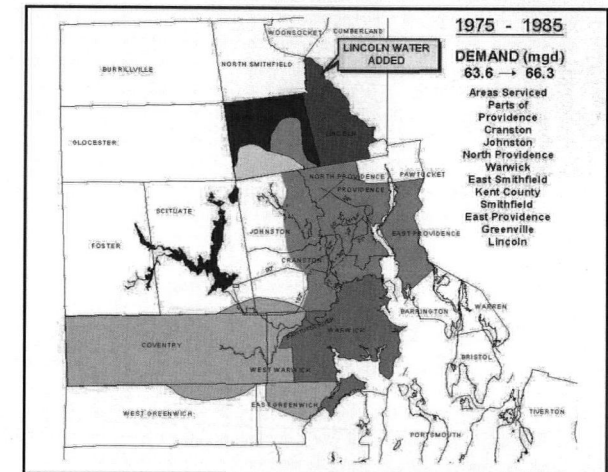 1975 - 1985
DEMAND (mgd)
63.6 → 66.3
Areas Serviced
Parts of
Providence
Cranston
Johnston
North Providence
Warwick
East Smithfield
Kent County
Smithfield
East Providence
Greenville
Lincoln
WOONSOCKET
CUMBERLAND
LINCOLN WATER
ADDED
BURRILLVILLE
NORTH SMITHFIELD
GLOCESTER
LINCOLN
NORTH PROVIDENCE
PAWTUCKET
PROVIDENCE
SCITUATE
JOHNSTON
EAST PROVIDENCE
FOSTER
CRANSTON
BARRINGTON
WARREN
WARWICK
COVENTRY
WEST WARWICK
BRISTOL
EAST GREENWICH
WEST GREENWICH
TIVERTON
PORTSMOUTH